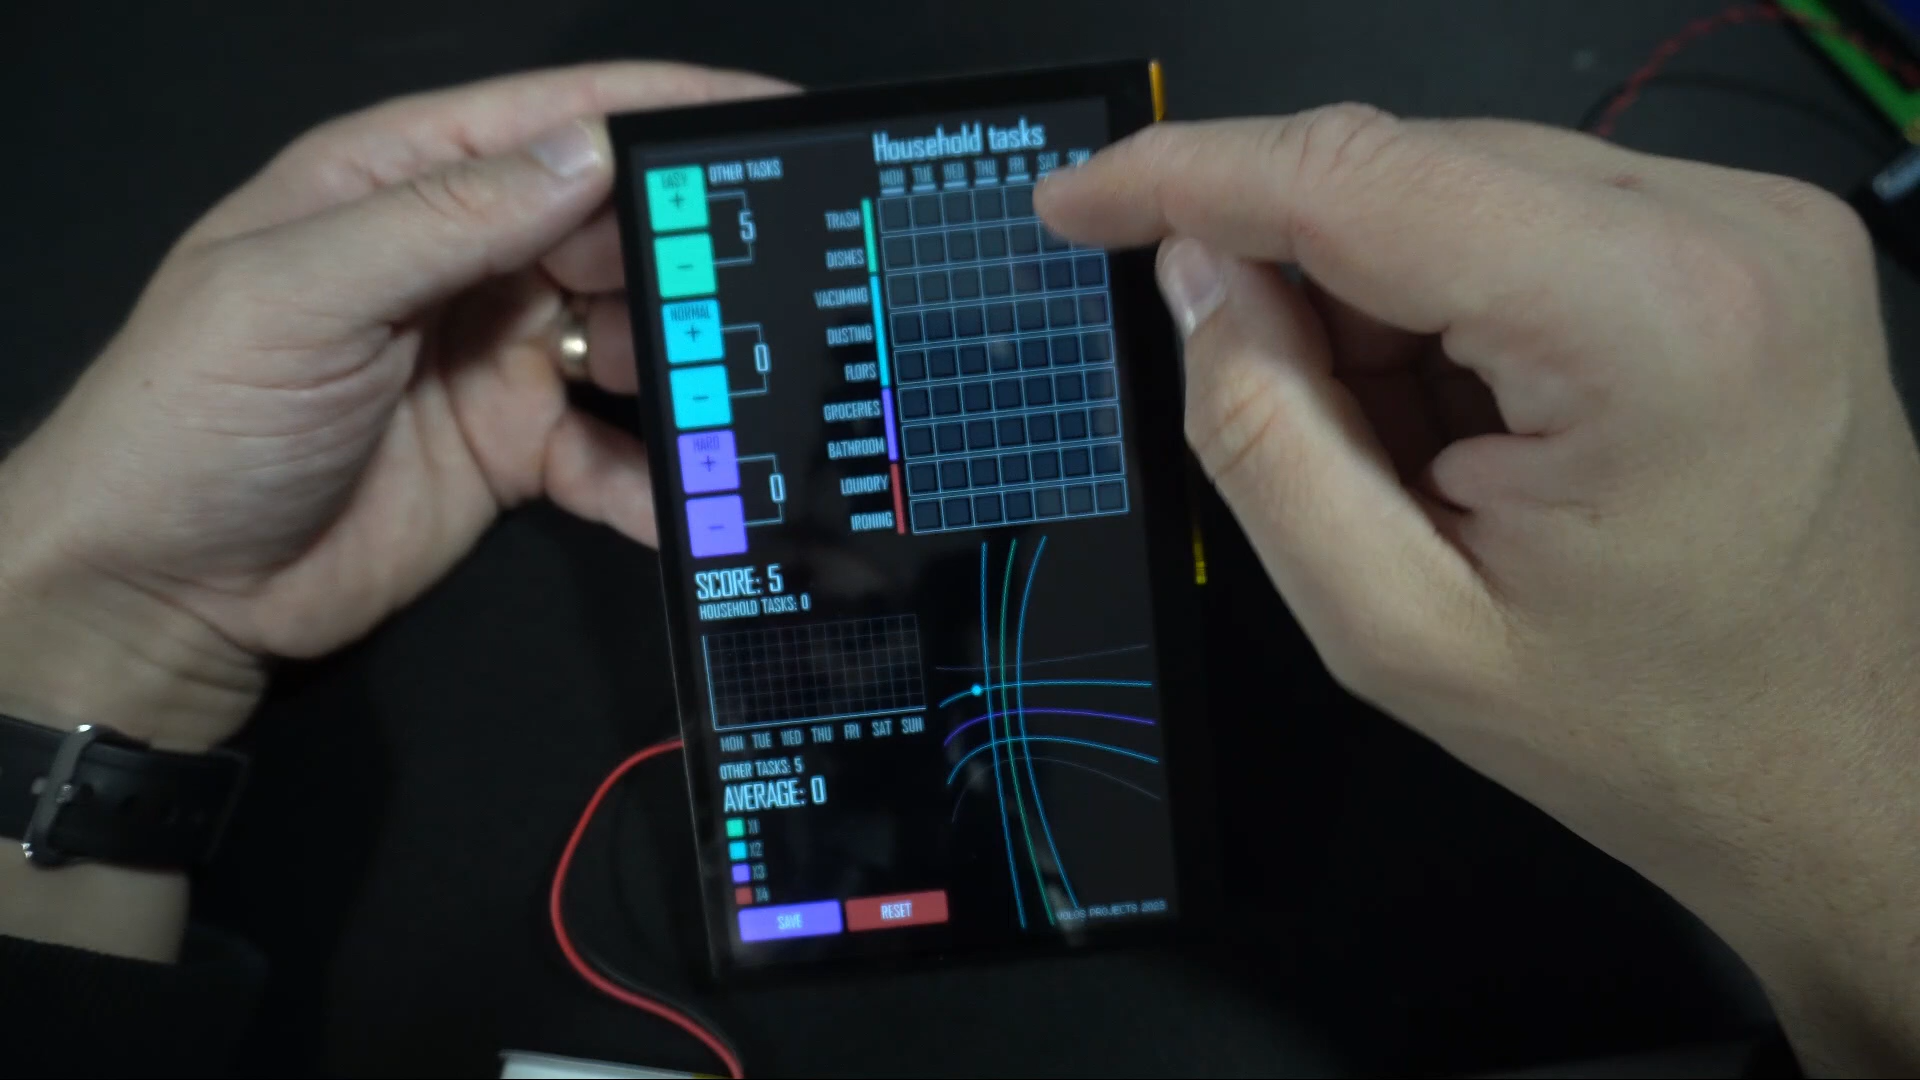 Household tasks
OTHER TASKS
MON TUE WED THU FRI SAT SUN
EASY
+
5
-
NORMAL
+
0
-
HARD
+
0
-
TRASH
DISHES
VACUMING
DUSTING
FLORS
GROCERIES
BATHROOM
LOUNDRY
IRONING
SCORE: 5
HOUSEHOLD TASKS: 0
MON TUE WED THU FRI SAT SUN
OTHER TASKS: 5
AVERAGE: 0
X1
X2
X3
X4
SAVE
RESET
VOLOS PROJECTS 2023